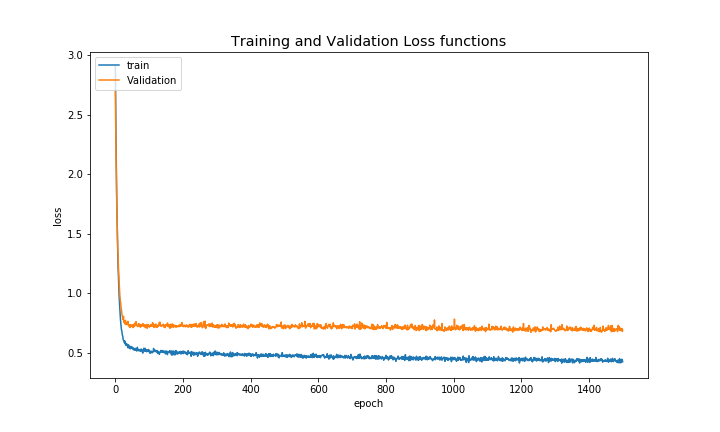 Training and Validation Loss functions
train
Validation
3.0
2.5
2.0
1.5
1.0
0.5
loss
0 200 400 600 800 1000 1200 1400
epoch